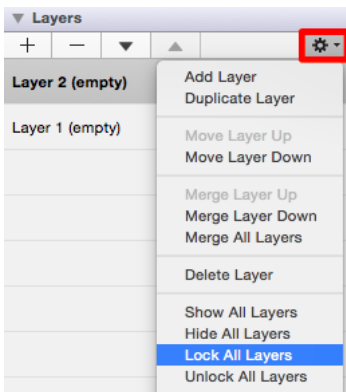 Layers
Layer 2 (empty)
Layer 1 (empty)
Add Layer
Duplicate Layer
Move Layer Up
Move Layer Down
Merge Layer Up
Merge Layer Down
Merge All Layers
Delete Layer
Show All Layers
Hide All Layers
Lock All Layers
Unlock All Layers